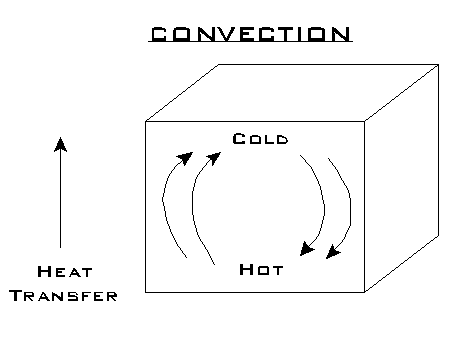 CONVECTION
COLD
HOT
HEAT
TRANSFER